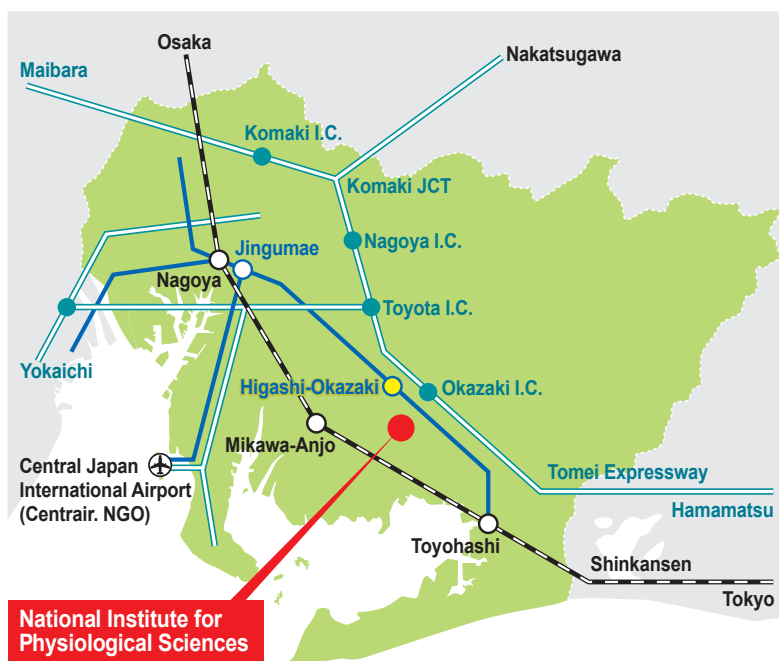 Osaka
Nakatsugawa
Maibara
Komaki I.C.
Komaki JCT
Nagoya I.C.
Jingumae
Nagoya
Toyota I.C.
Yokaichi
Higashi-Okazaki
Okazaki I.C.
Mikawa-Anjo
Central Japan
International Airport
(Centrair. NGO)
Tomei Expressway
Hamamatsu
Toyohashi
Shinkansen
Tokyo
National Institute for
Physiological Sciences